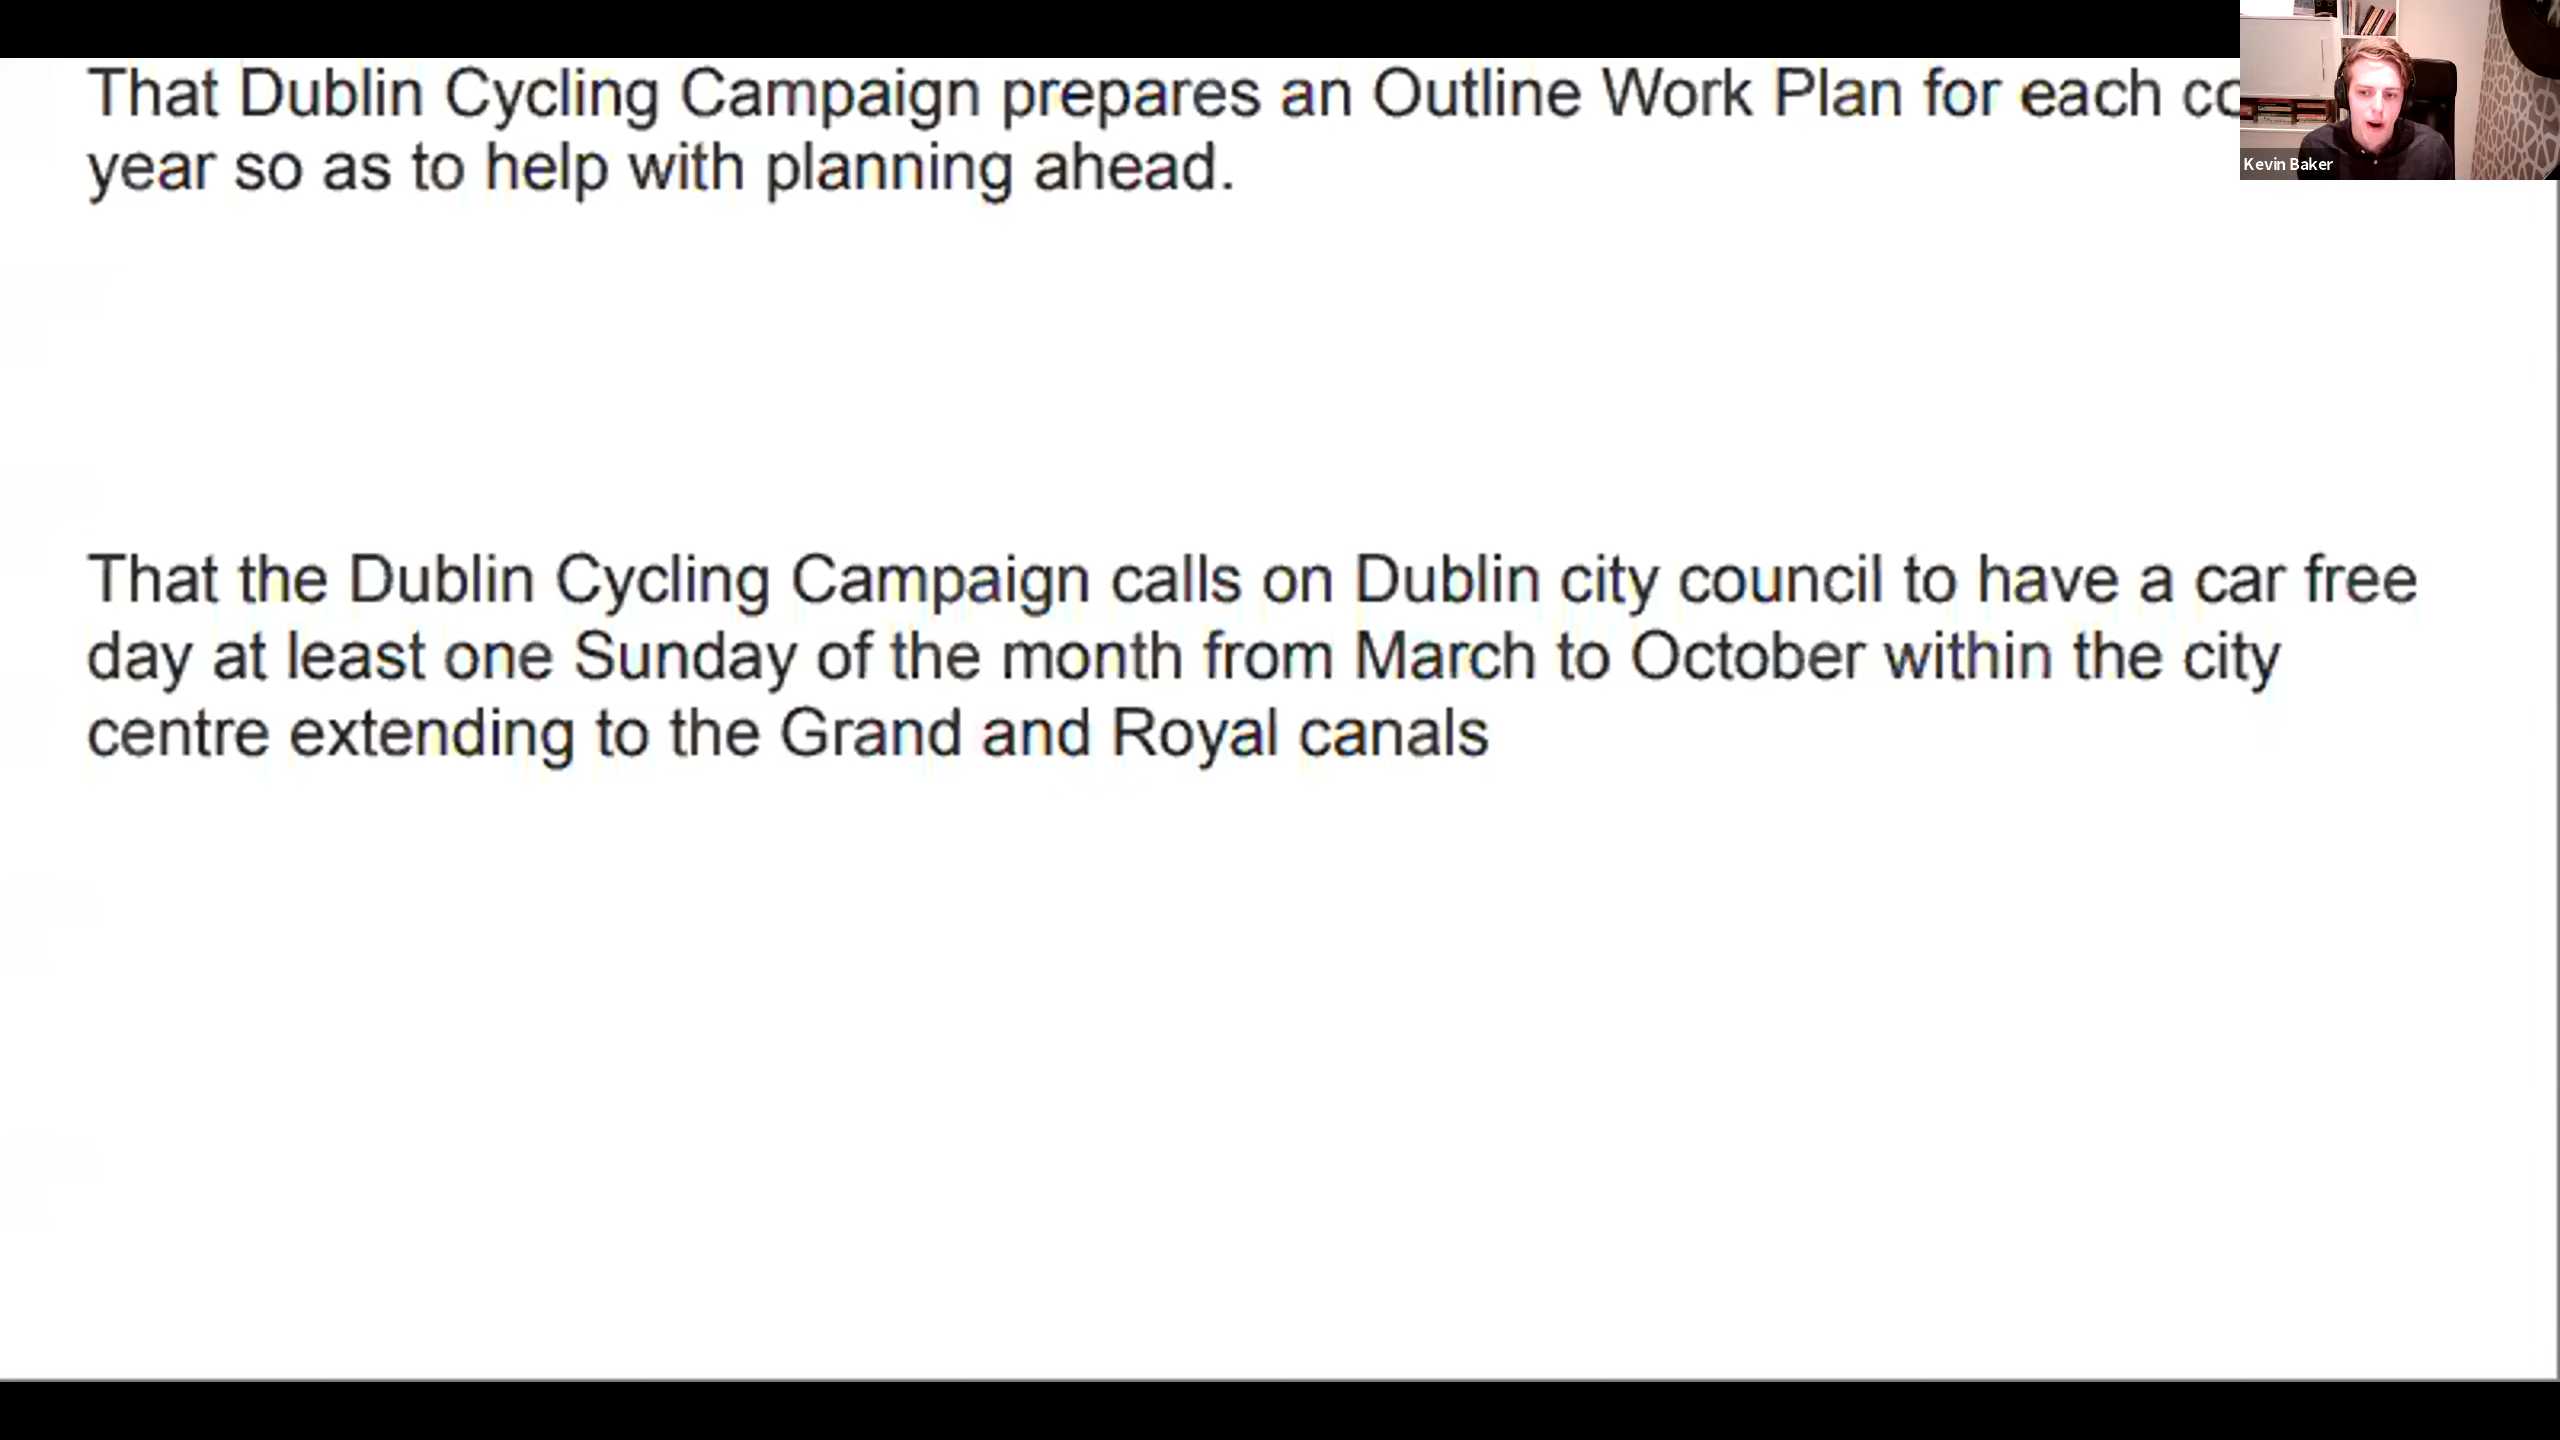 That Dublin Cycling Campaign prepares an Outline Work Plan for each
year so as to help with planning ahead.
That the Dublin Cycling Campaign calls on Dublin city council to have a car free
day at least one Sunday of the month from March to October within the city
centre extending to the Grand and Royal canals
Kevin Baker